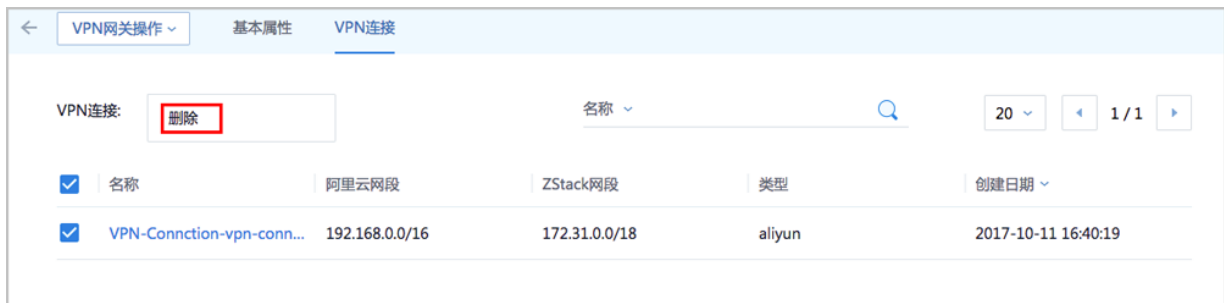 VPN网关操作 基本属性 VPN连接
VPN连接: 删除 名称 20 1 / 1
名称 阿里云网段 ZStack网段 类型 创建日期
VPN-Connction-vpn-conn... 192.168.0.0/16 172.31.0.0/18 aliyun 2017-10-11 16:40:19